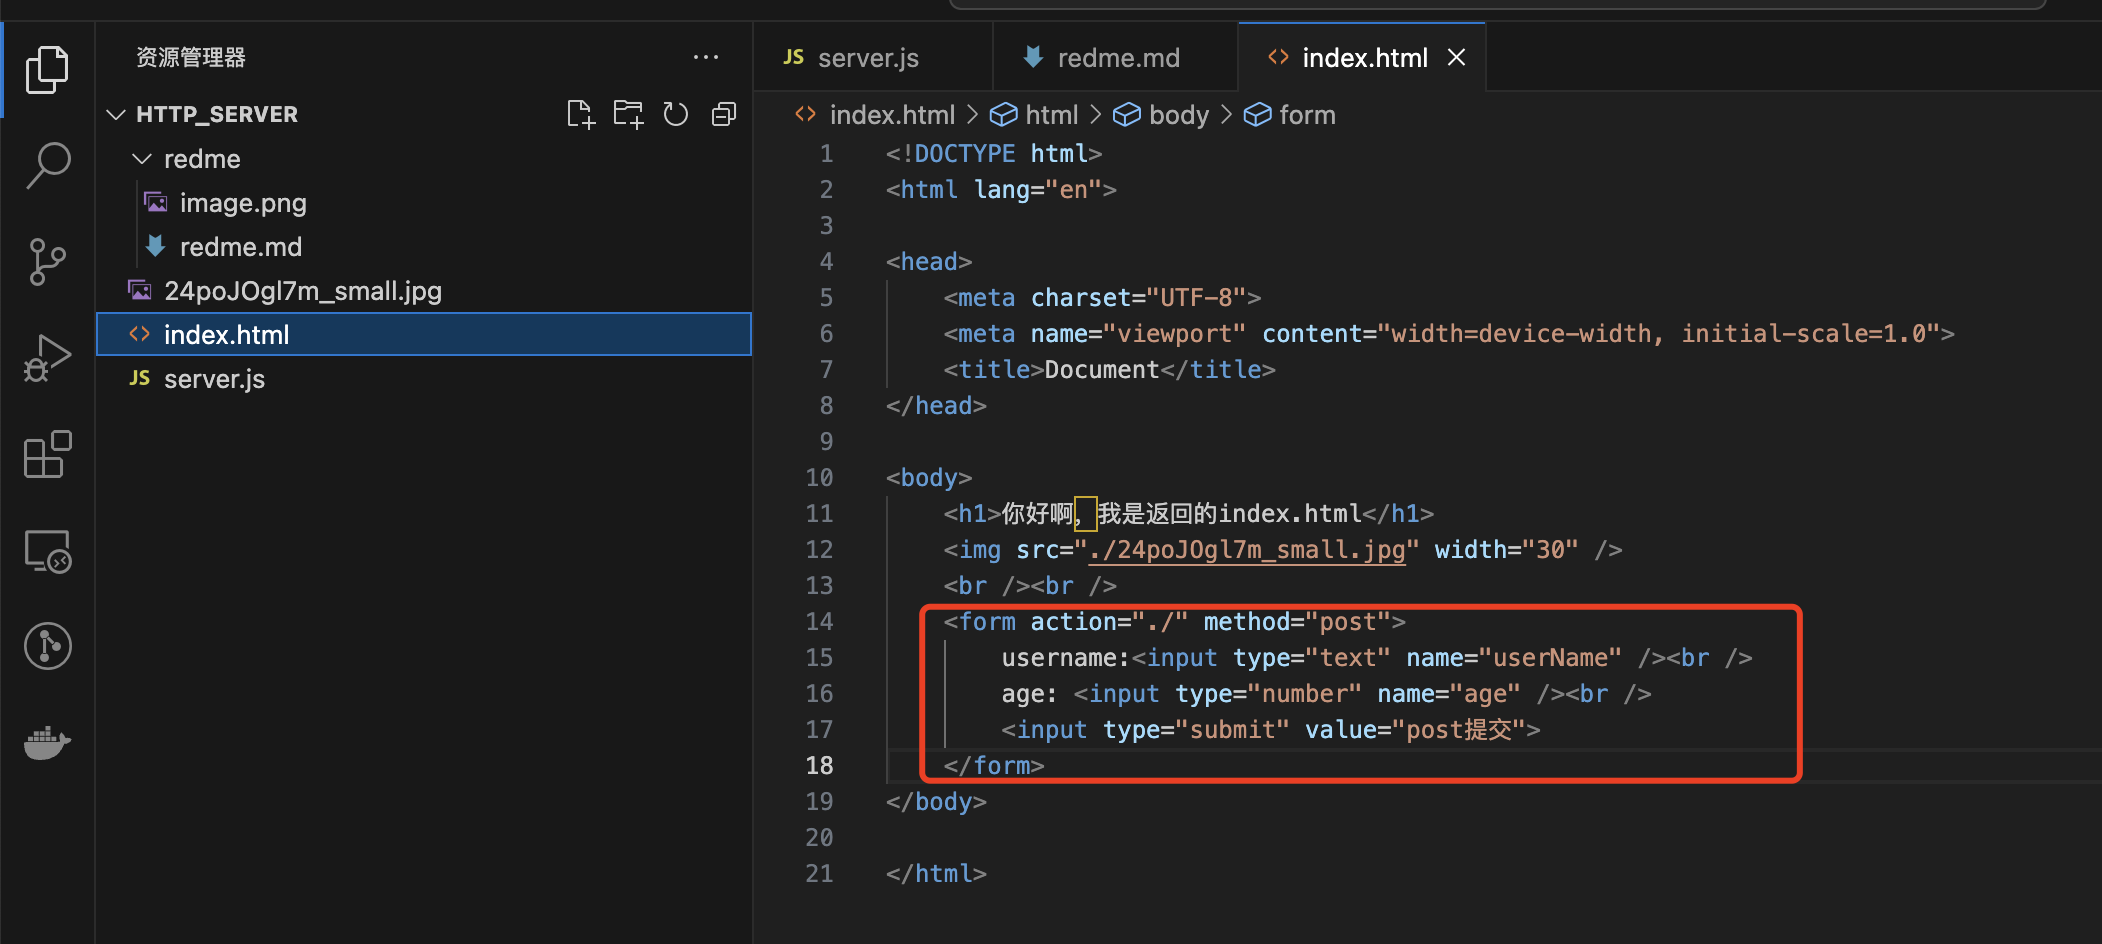 资源管理器
HTTP_SERVER
redme
image.png
redme.md
24poJOgl7m_small.jpg
index.html
JS server.js
JS server.js
redme.md
index.html
index.html > html > body > form
1 <!DOCTYPE html>
2 <html lang="en">
3
4 <head>
5 <meta charset="UTF-8">
6 <meta name="viewport" content="width=device-width, initial-scale=1.0">
7 <title>Document</title>
8 </head>
9
10 <body>
11 <h1>你好啊，我是返回的index.html</h1>
12 <img src="./24poJOgl7m_small.jpg" width="30" />
13 <br /><br />
14 <form action="./" method="post">
15 username:<input type="text" name="userName" /><br />
16 age: <input type="number" name="age" /><br />
17 <input type="submit" value="post提交">
18 </form>
19 </body>
20
21 </html>